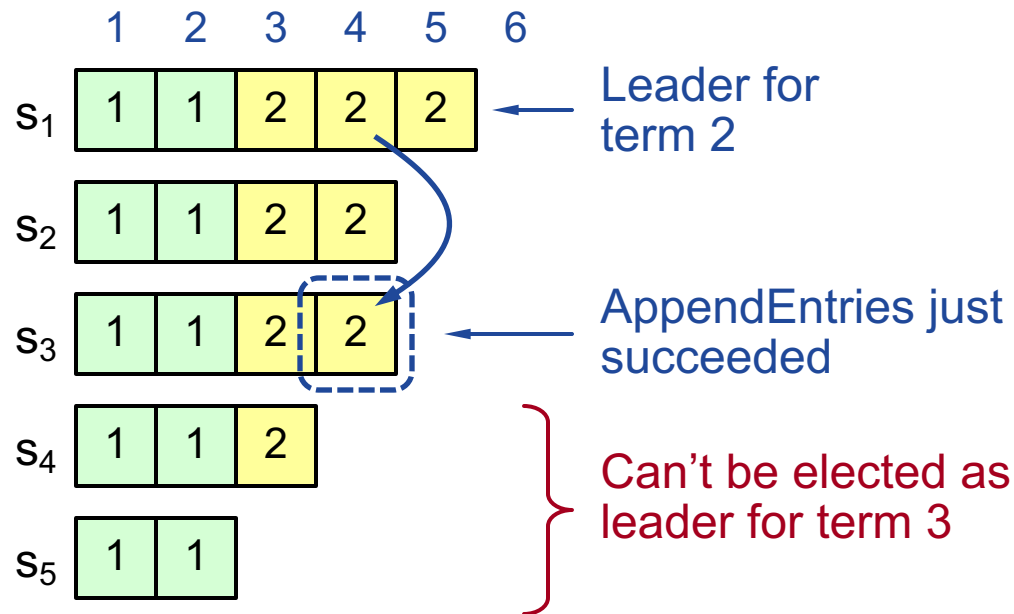 1 2 3 4 5 6
s1 1 1 2 2 2
Leader for
term 2
s2 1 1 2 2
s3 1 1 2 2
AppendEntries just
succeeded
s4 1 1 2
Can’t be elected as
leader for term 3
s5 1 1